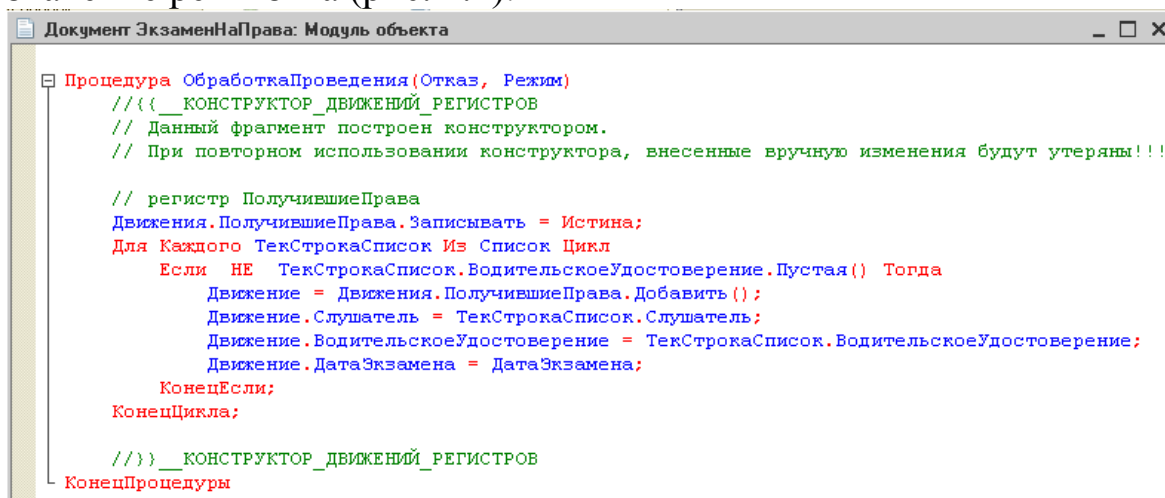 Документ ЭкзаменНаПрава: Модуль объекта
Процедура ОбработкаПроведения(Отказ, Режим)
//{{__КОНСТРУКТОР_ДВИЖЕНИЙ_РЕГИСТРОВ
// Данный фрагмент построен конструктором.
// При повторном использовании конструктора, внесенные вручную изменения будут утеряны!!!
// регистр ПолучившиеПрава
Движения.ПолучившиеПрава.Записывать = Истина;
Для Каждого ТекСтрокаСписок Из Список Цикл
Если НЕ ТекСтрокаСписок.ВодительскоеУдостоверение.Пустая() Тогда
Движение = Движения.ПолучившиеПрава.Добавить();
Движение.Слушатель = ТекСтрокаСписок.Слушатель;
Движение.ВодительскоеУдостоверение = ТекСтрокаСписок.ВодительскоеУдостоверение;
Движение.ДатаЭкзамена = ДатаЭкзамена;
КонецЕсли;
КонецЦикла;
//}}__КОНСТРУКТОР_ДВИЖЕНИЙ_РЕГИСТРОВ
КонецПроцедуры